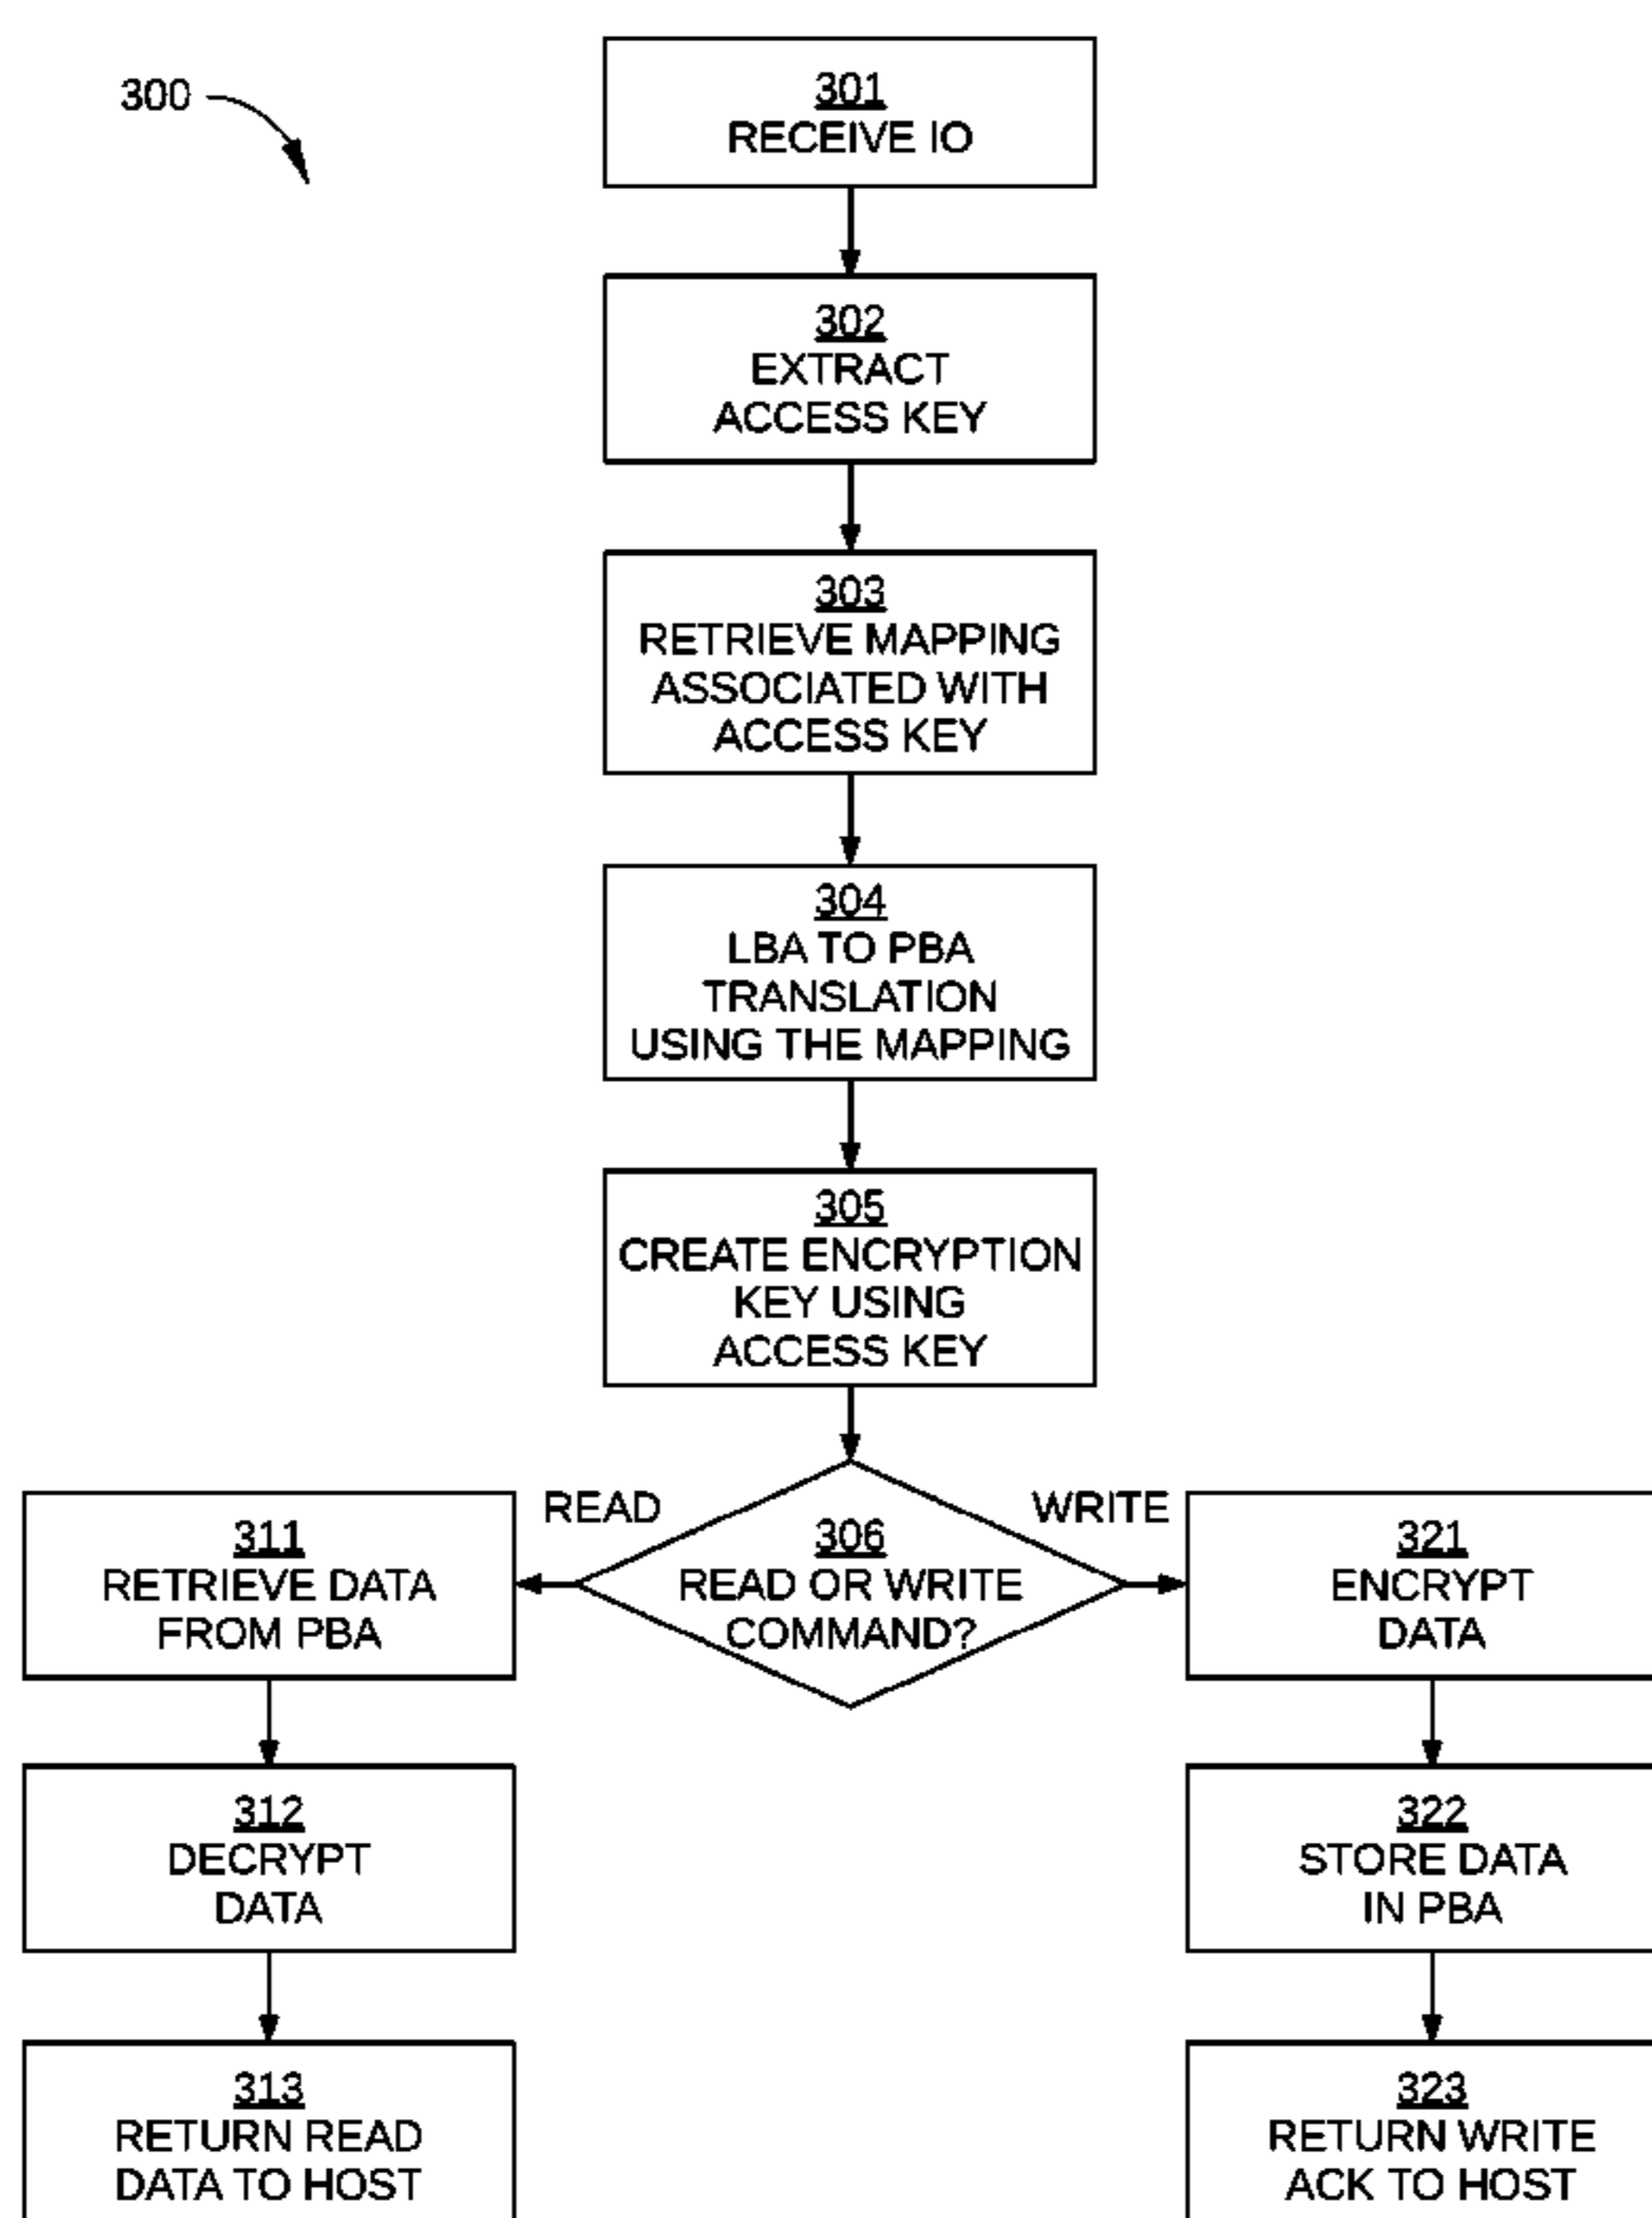 300
301
RECEIVE IO
302
EXTRACT
ACCESS KEY
303
RETRIEVE MAPPING
ASSOCIATED WITH
ACCESS KEY
304
LBA TO PBA
TRANSLATION
USING THE MAPPING
305
CREATE ENCRYPTION
KEY USING
ACCESS KEY
306
READ OR WRITE
COMMAND?
READ
311
RETRIEVE DATA
FROM PBA
312
DECRYPT
DATA
313
RETURN READ
DATA TO HOST
WRITE
321
ENCRYPT
DATA
322
STORE DATA
IN PBA
323
RETURN WRITE
ACK TO HOST